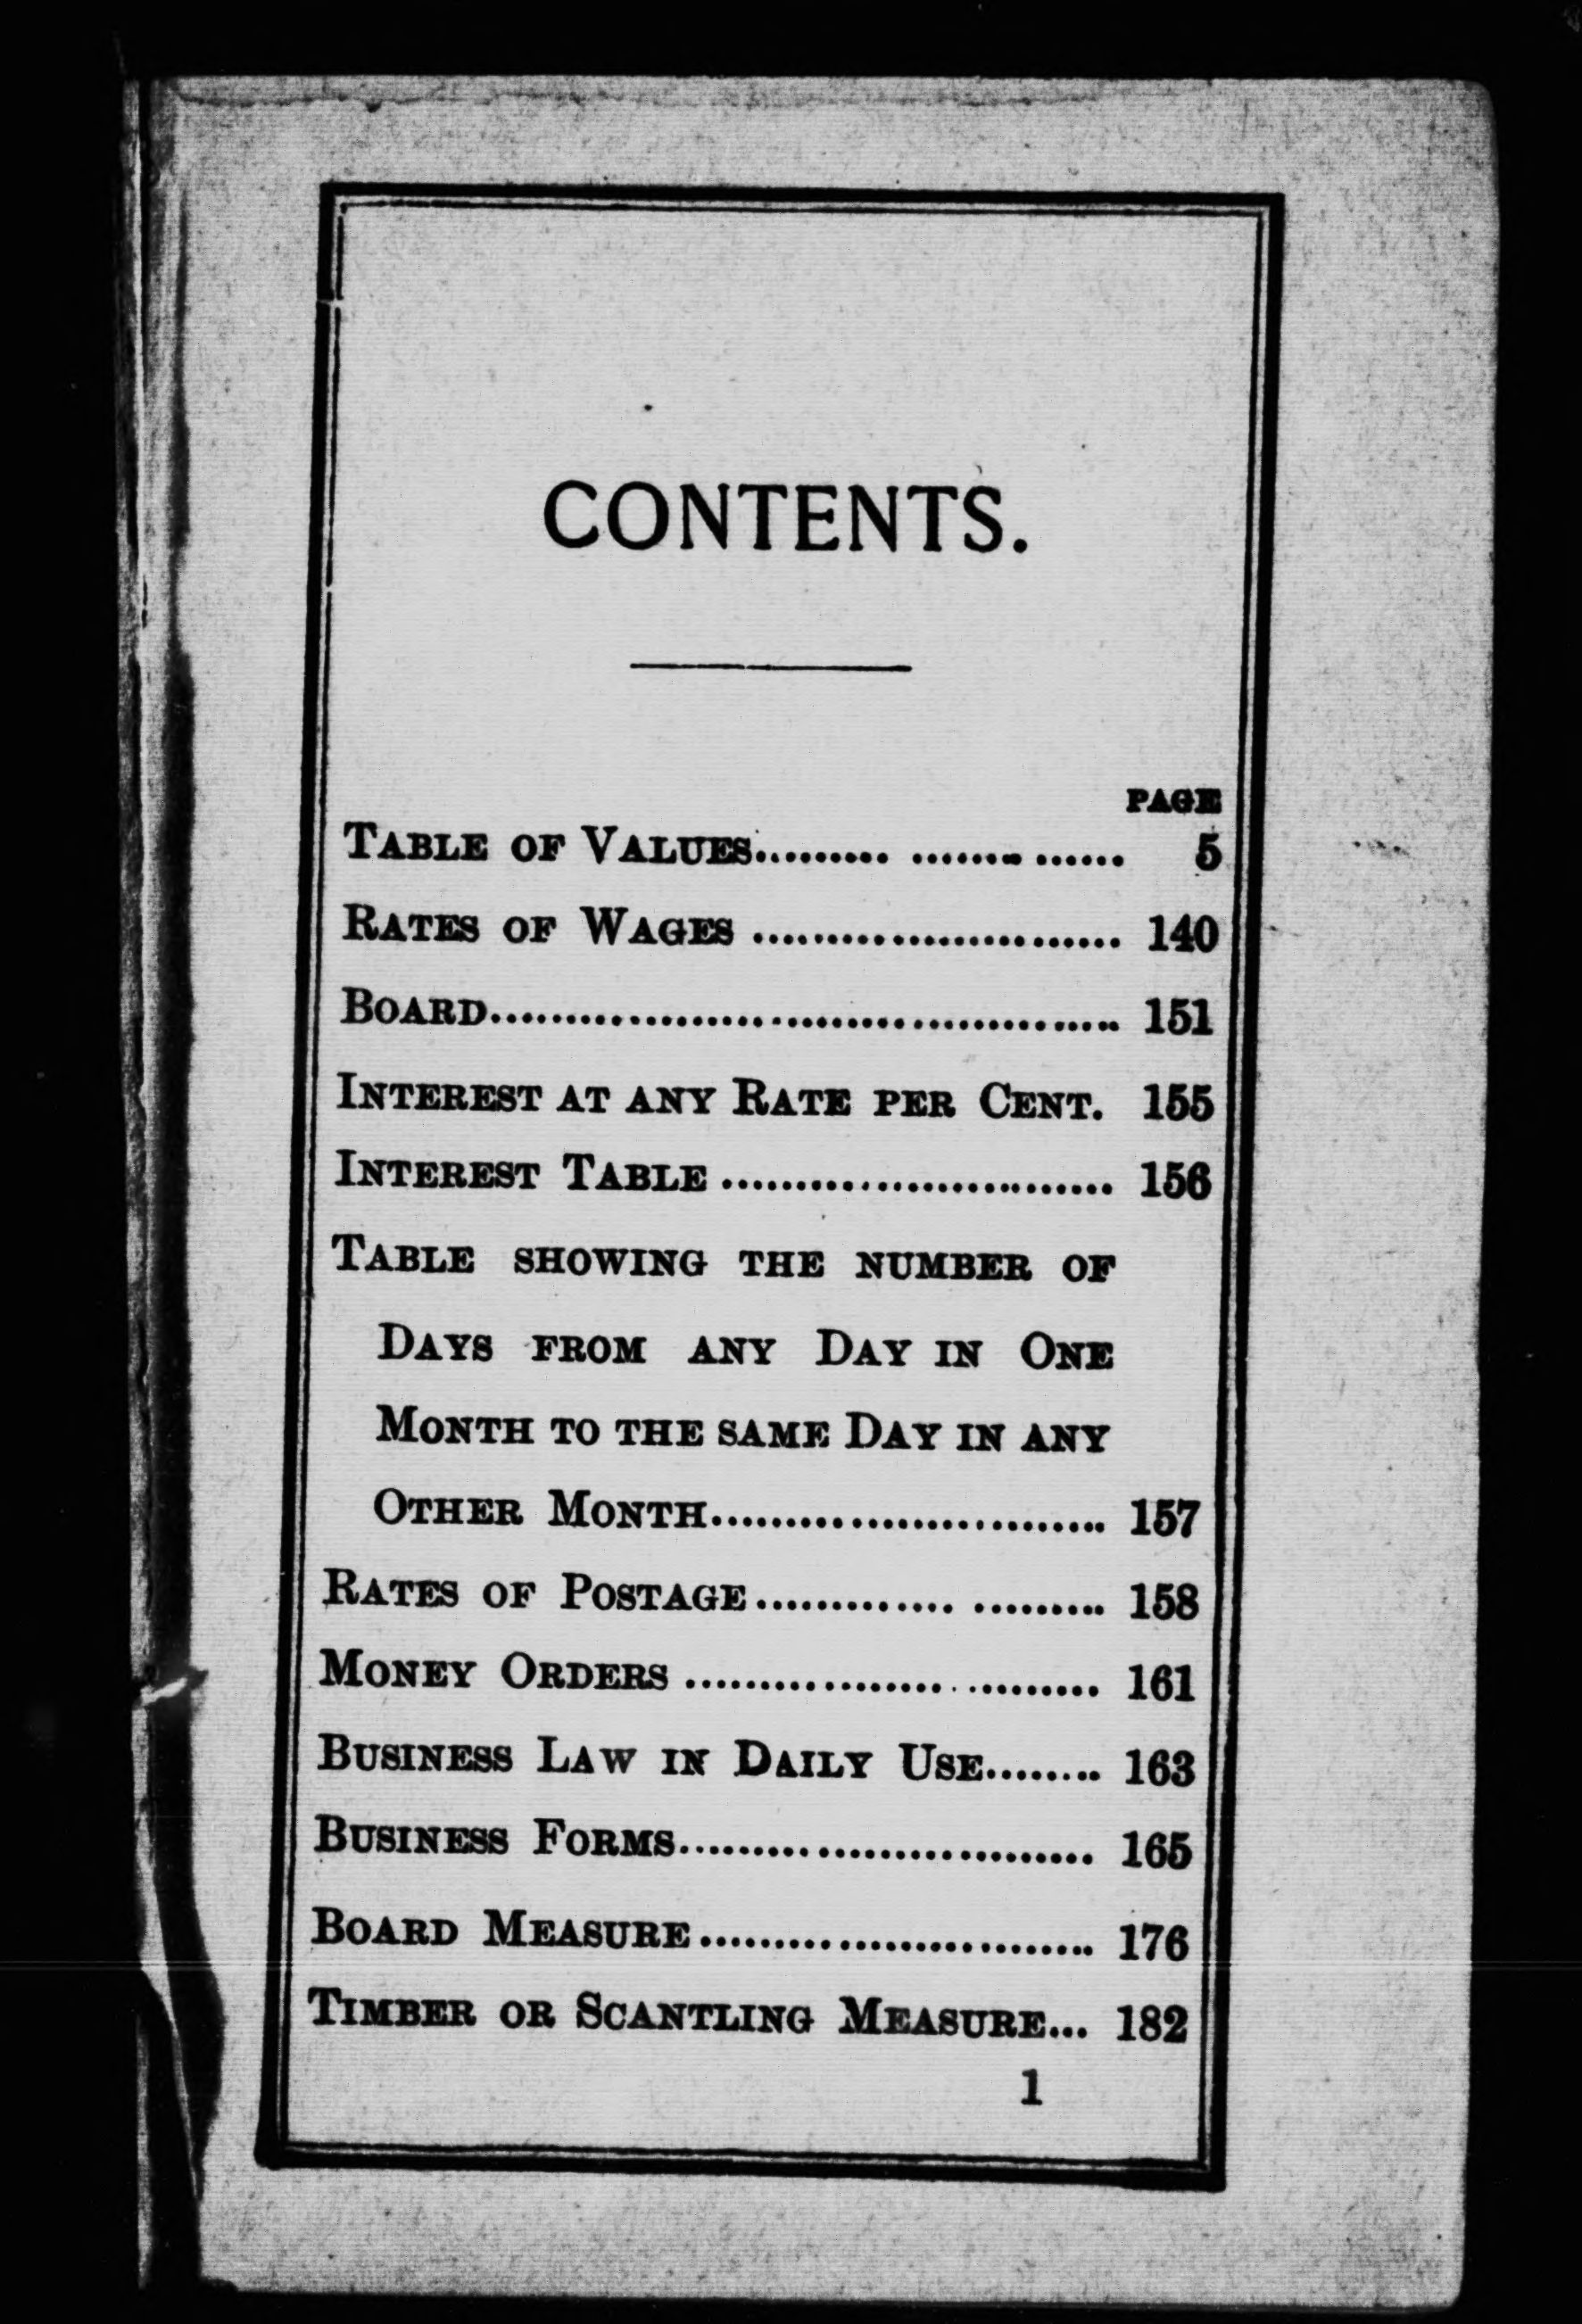 CONTENTS.
PAGE
TABLE OF VALUES......... ........ ...... 5
RATES OF WAGES ........................ 140
BOARD......................................... 151
INTEREST AT ANY RATE PER CENT. 155
INTEREST TABLE .......................... 156
TABLE SHOWING THE NUMBER OF
DAYS FROM ANY DAY IN ONE
MONTH TO THE SAME DAY IN ANY
OTHER MONTH.......................... 157
RATES OF POSTAGE............. ......... 158
MONEY ORDERS ........................... 161
BUSINESS LAW IN DAILY USE........ 163
BUSINESS FORMS........................... 165
BOARD MEASURE.......................... 176
TIMBER OR SCANTLING MEASURE... 182
1